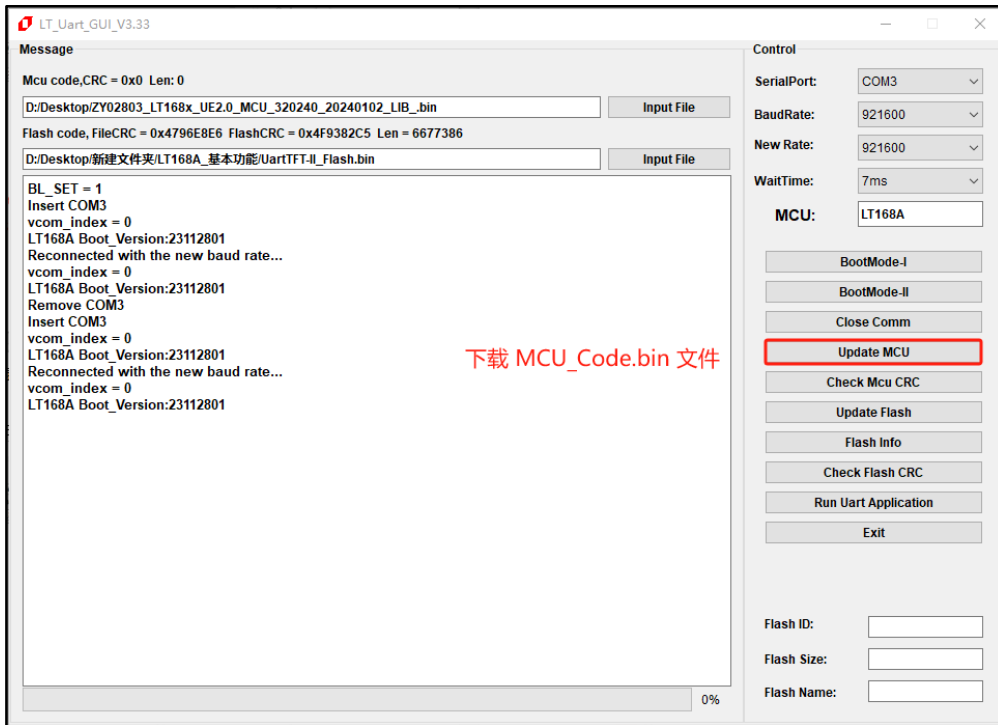 LT_Uart_GUI_V3.33
Message
Mcu code,CRC = 0x0 Len: 0
D:/Desktop/ZY02803_LT168x_UE2.0_MCU_320240_20240102_LIB_.bin
Input File
Flash code, FileCRC = 0x4796E8E6 FlashCRC = 0x4F9382C5 Len = 6677386
D:/Desktop/新建文件夹/LT168A_基本功能/UartTFT-II_Flash.bin
Input File
BL_SET = 1
Insert COM3
vcom_index = 0
LT168A Boot_Version:23112801
Reconnected with the new baud rate...
vcom_index = 0
LT168A Boot_Version:23112801
Remove COM3
Insert COM3
vcom_index = 0
LT168A Boot_Version:23112801
Reconnected with the new baud rate...
vcom_index = 0
LT168A Boot_Version:23112801
下载 MCU_Code.bin 文件
0%
Control
SerialPort: COM3
BaudRate: 921600
New Rate: 921600
WaitTime: 7ms
MCU: LT168A
BootMode-I
BootMode-II
Close Comm
Update MCU
Check Mcu CRC
Update Flash
Flash Info
Check Flash CRC
Run Uart Application
Exit
Flash ID:
Flash Size:
Flash Name: